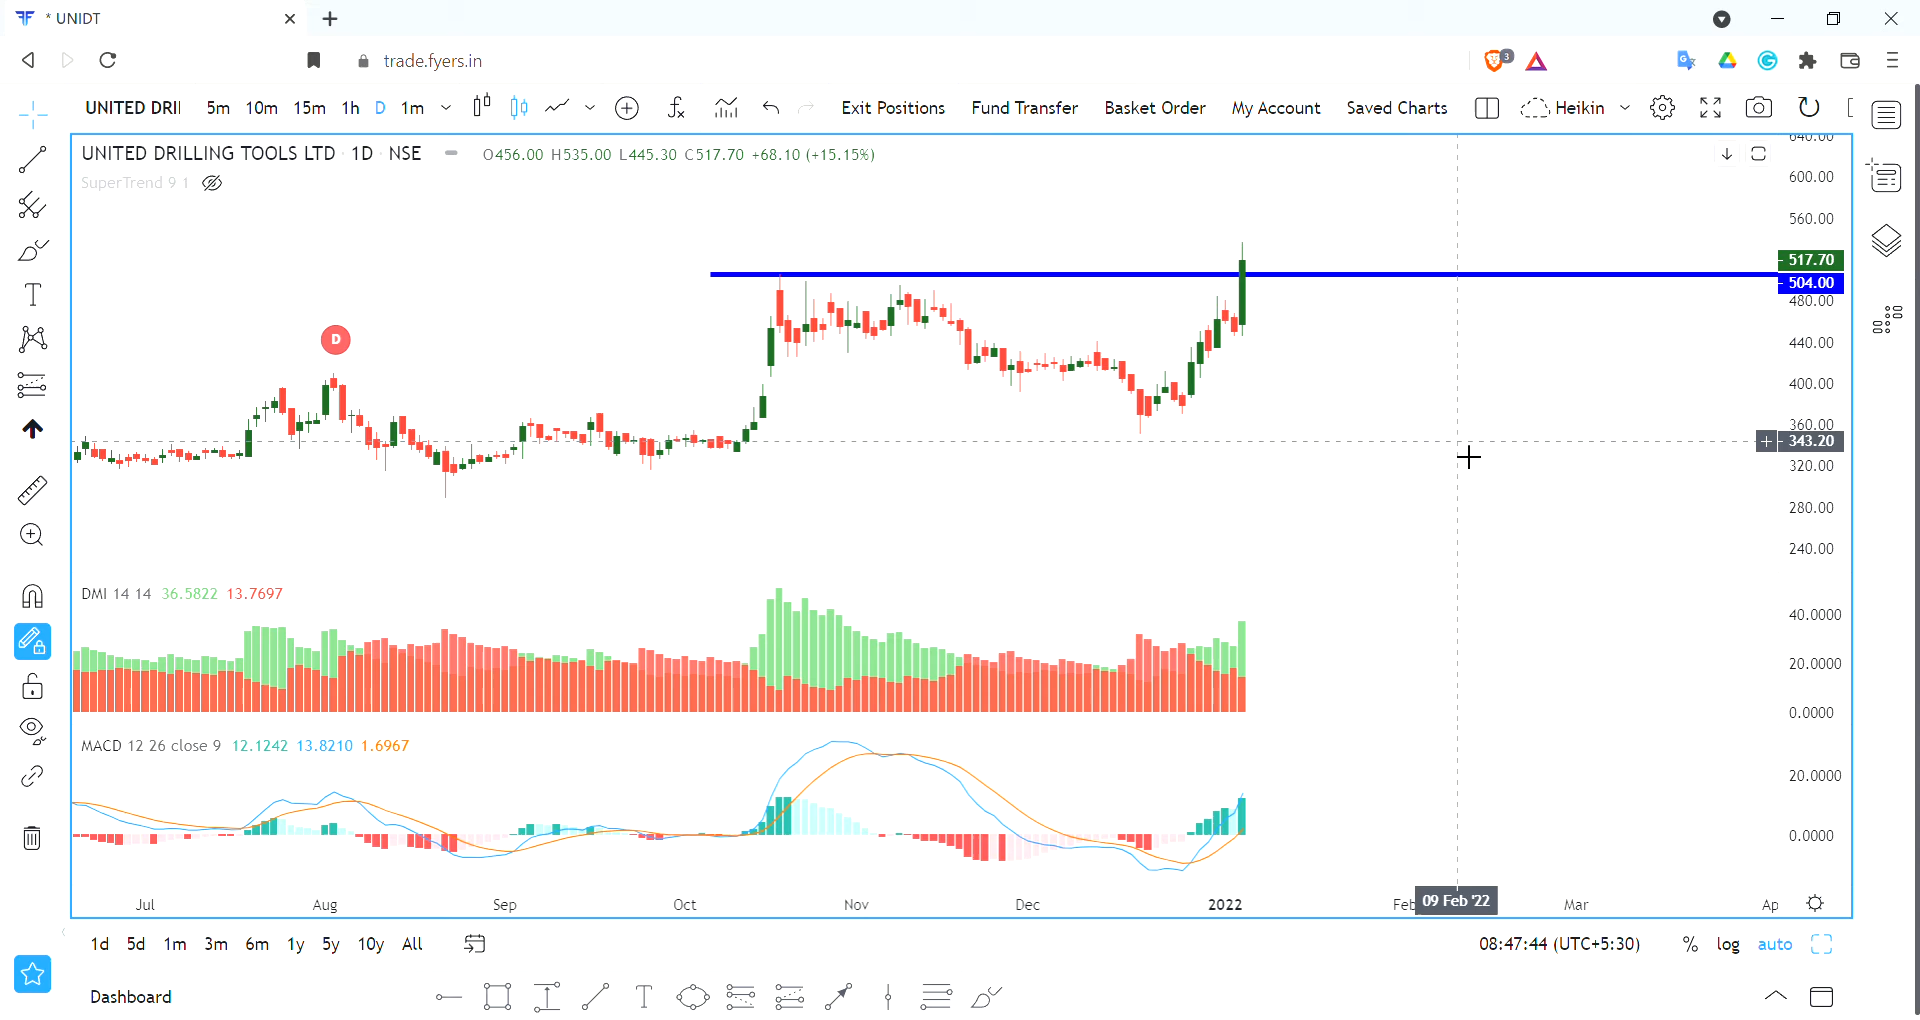 * UNIDT
trade.fyers.in
3
UNITED DRI
5m 10m 15m 1h D 1m
Exit Positions Fund Transfer Basket Order My Account Saved Charts Heikin
UNITED DRILLING TOOLS LTD · 1D · NSE O456.00 H535.00 L445.30 C517.70 +68.10 (+15.15%)
SuperTrend 9 1
640.00
600.00
560.00
517.70
504.00
480.00
440.00
400.00
360.00
343.20
320.00
280.00
240.00
D
DMI 14 14 36.5822 13.7697
40.0000
20.0000
0.0000
MACD 12 26 close 9 12.1242 13.8210 1.6967
20.0000
0.0000
Jul Aug Sep Oct Nov Dec 2022 Feb 09 Feb '22 Mar Ap
1d 5d 1m 3m 6m 1y 5y 10y All
08:47:44 (UTC+5:30) % log auto
Dashboard